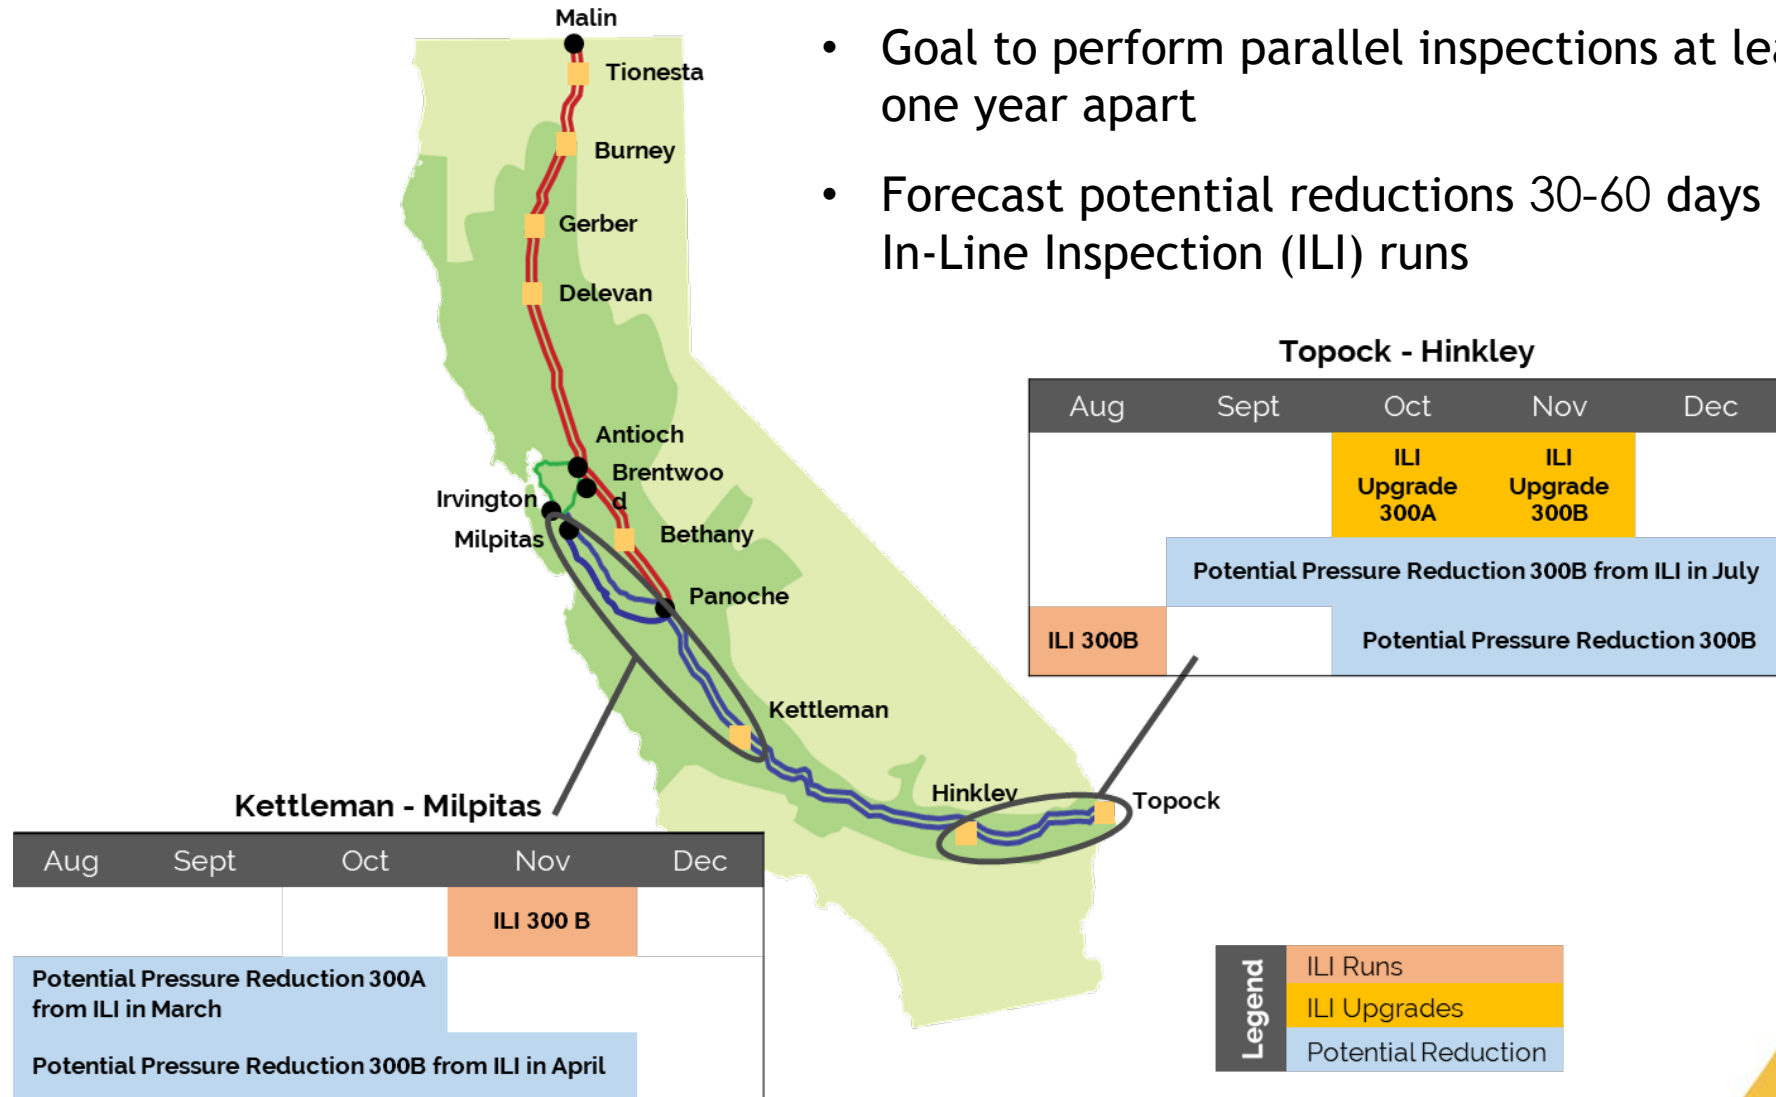 Malin
Tionesta
Burney
Gerber
Delevan
Antioch
Brentwoo
d
Irvington
Milpitas
Bethany
Panoche
Kettleman
Hinkley
Topock
• Goal to perform parallel inspections at lea
one year apart
• Forecast potential reductions 30-60 days
In-Line Inspection (ILI) runs
Topock - Hinkley
Aug Sept Oct Nov Dec
ILI
Upgrade
300A
ILI
Upgrade
300B
Potential Pressure Reduction 300B from ILI in July
ILI 300B Potential Pressure Reduction 300B
Kettleman - Milpitas
Aug Sept Oct Nov Dec
ILI 300 B
Potential Pressure Reduction 300A
from ILI in March
Potential Pressure Reduction 300B from ILI in April
Legend
ILI Runs
ILI Upgrades
Potential Reduction